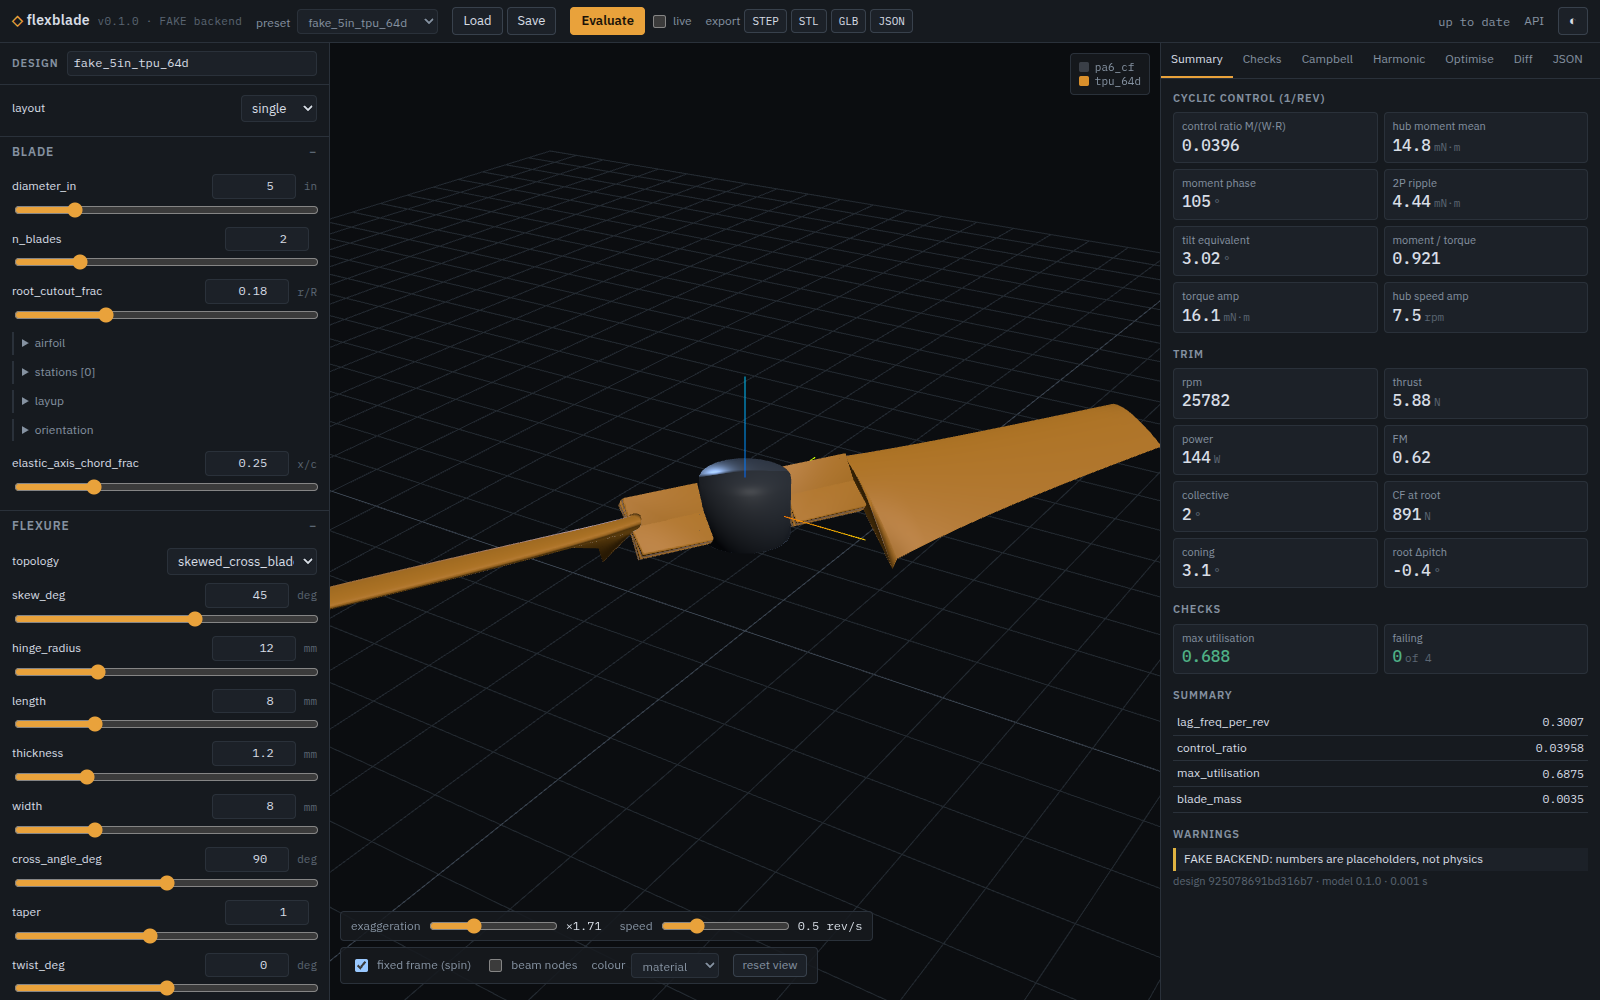 flexblade v0.1.0 · FAKE backend preset fake_5in_tpu_64d Load Save Evaluate live export STEP STL GLB JSON up to date API
DESIGN fake_5in_tpu_64d
layout single
BLADE −
diameter_in 5 in
n_blades 2
root_cutout_frac 0.18 r/R
airfoil
stations [0]
layup
orientation
elastic_axis_chord_frac 0.25 x/c
FLEXURE −
topology skewed_cross_blad
skew_deg 45 deg
hinge_radius 12 mm
length 8 mm
thickness 1.2 mm
width 8 mm
cross_angle_deg 90 deg
taper 1
twist_deg 0 deg
pa6_cf
tpu_64d
exaggeration ×1.71 speed 0.5 rev/s
fixed frame (spin) beam nodes colour material reset view
Summary Checks Campbell Harmonic Optimise Diff JSON
CYCLIC CONTROL (1/REV)
control ratio M/(W·R)
0.0396
hub moment mean
14.8 mN·m
moment phase
105 °
2P ripple
4.44 mN·m
tilt equivalent
3.02 °
moment / torque
0.921
torque amp
16.1 mN·m
hub speed amp
7.5 rpm
TRIM
rpm
25782
thrust
5.88 N
power
144 W
FM
0.62
collective
2 °
CF at root
891 N
coning
3.1 °
root Δpitch
-0.4 °
CHECKS
max utilisation
0.688
failing
0 of 4
SUMMARY
lag_freq_per_rev 0.3007
control_ratio 0.03958
max_utilisation 0.6875
blade_mass 0.0035
WARNINGS
FAKE BACKEND: numbers are placeholders, not physics
design 925078691bd316b7 · model 0.1.0 · 0.001 s